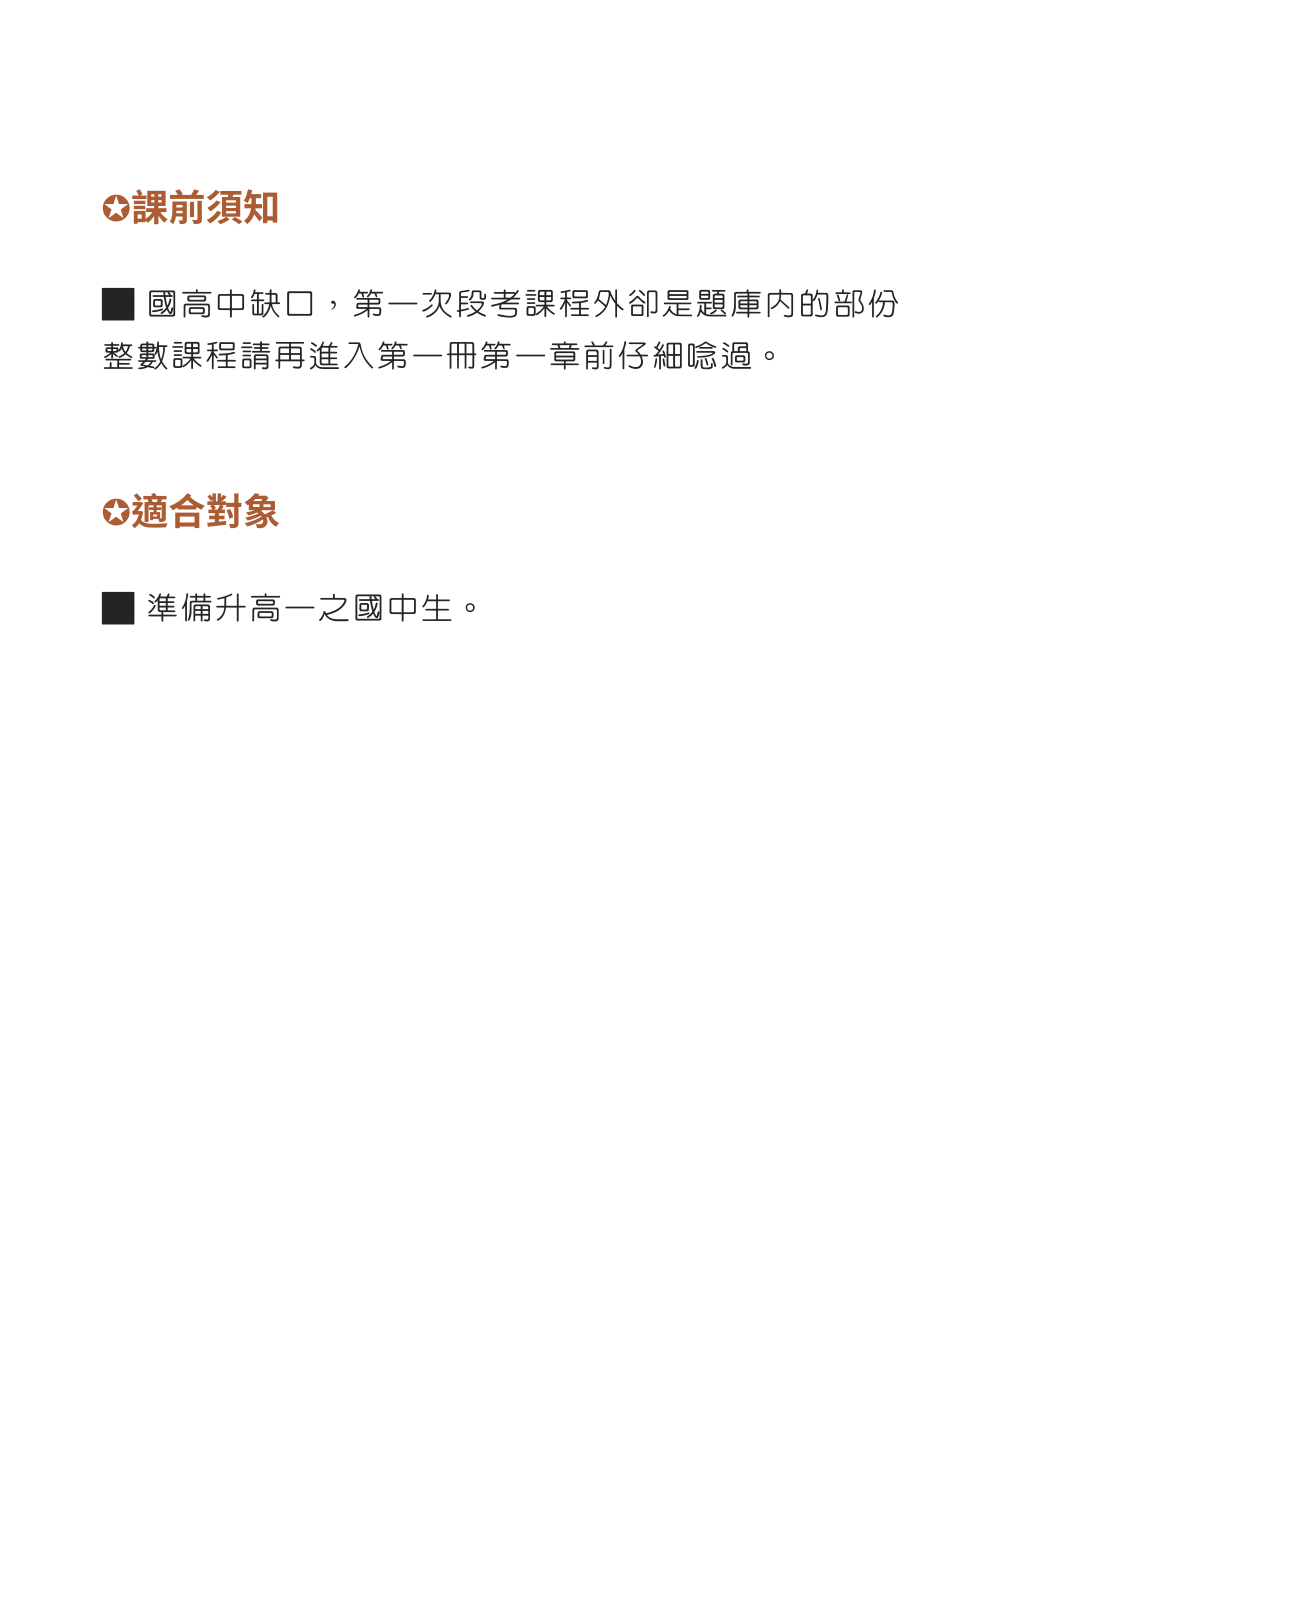 ✪課前須知
■ 國高中缺口，第一次段考課程外卻是題庫內的部份
整數課程請再進入第一冊第一章前仔細唸過。
✪適合對象
■ 準備升高一之國中生。